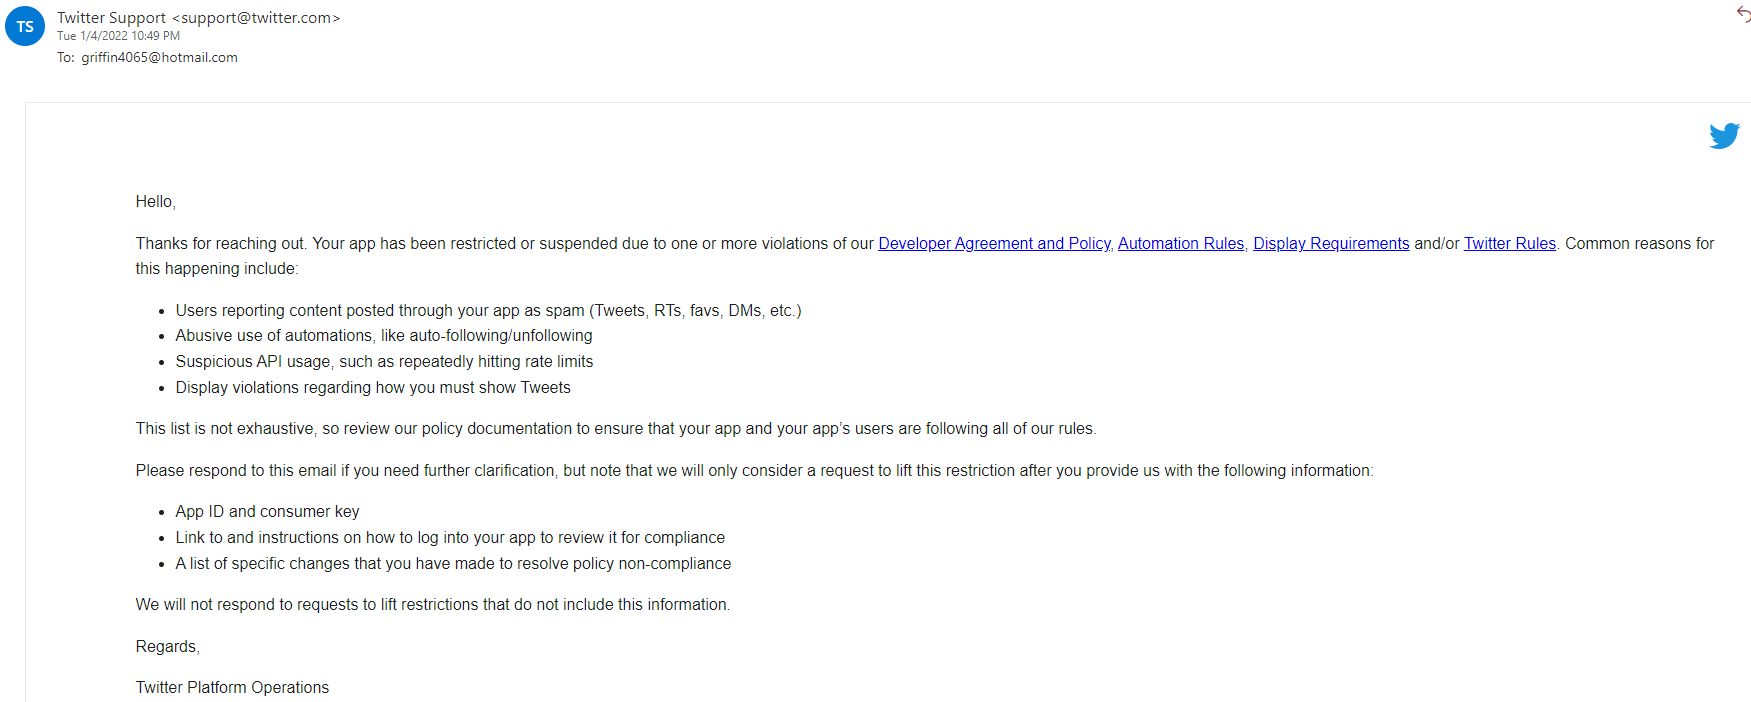 TS
Twitter Support <support@twitter.com>
Tue 1/4/2022 10:49 PM
To: griffin4065@hotmail.com
Hello,
Thanks for reaching out. Your app has been restricted or suspended due to one or more violations of our Developer Agreement and Policy, Automation Rules, Display Requirements and/or Twitter Rules. Common reasons for
this happening include:
• Users reporting content posted through your app as spam (Tweets, RTs, favs, DMs, etc.)
• Abusive use of automations, like auto-following/unfollowing
• Suspicious API usage, such as repeatedly hitting rate limits
• Display violations regarding how you must show Tweets
This list is not exhaustive, so review our policy documentation to ensure that your app and your app’s users are following all of our rules.
Please respond to this email if you need further clarification, but note that we will only consider a request to lift this restriction after you provide us with the following information:
• App ID and consumer key
• Link to and instructions on how to log into your app to review it for compliance
• A list of specific changes that you have made to resolve policy non-compliance
We will not respond to requests to lift restrictions that do not include this information.
Regards,
Twitter Platform Operations